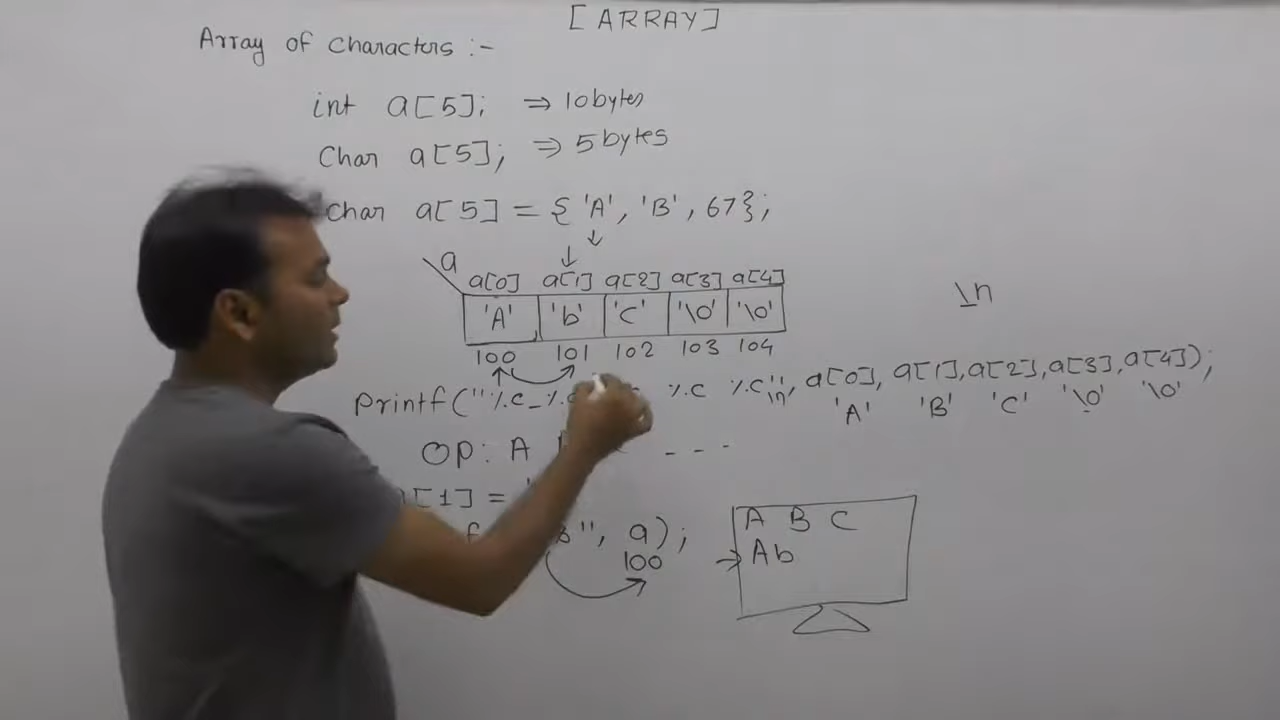 [ARRAY]
Array of characters :-
int a[5]; ⇒ 10 bytes
Char a[5]; ⇒ 5 bytes
char a[5] = { 'A', 'B', 67};
a
a[0] a[1] a[2] a[3] a[4]
'A' 'b' 'C' '\0' '\0'
\n
100 101 102 103 104
Printf("%c_%c %c %c\n", a[0], a[1], a[2], a[3], a[4]);
'A' 'B' 'C' '\0' '\0'
OP: A - - -
[1] =
", a);
100
A B C
Ab